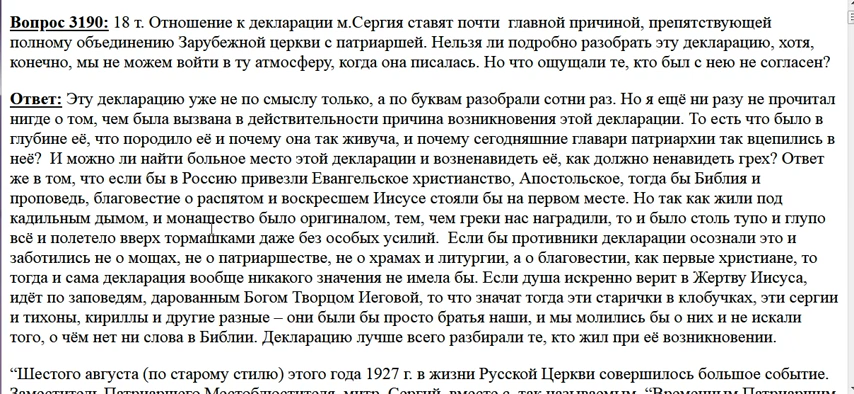 Вопрос 3190: 18 т. Отношение к декларации м.Сергия ставят почти главной причиной, препятствующей
полному объединению Зарубежной церкви с патриаршей. Нельзя ли подробно разобрать эту декларацию, хотя,
конечно, мы не можем войти в ту атмосферу, когда она писалась. Но что ощущали те, кто был с нею не согласен?
Ответ: Эту декларацию уже не по смыслу только, а по буквам разобрали сотни раз. Но я ещё ни разу не прочитал
нигде о том, чем была вызвана в действительности причина возникновения этой декларации. То есть что было в
глубине её, что породило её и почему она так живуча, и почему сегодняшние главари патриархии так вцепились в
неё? И можно ли найти больное место этой декларации и возненавидеть её, как должно ненавидеть грех? Ответ
же в том, что если бы в Россию привезли Евангельское христианство, Апостольское, тогда бы Библия и
проповедь, благовестие о распятом и воскресшем Иисусе стояли бы на первом месте. Но так как жили под
кадильным дымом, и монашество было оригиналом, тем, чем греки нас наградили, то и было столь тупо и глупо
всё и полетело вверх тормашками даже без особых усилий. Если бы противники декларации осознали это и
заботились не о мощах, не о патриаршестве, не о храмах и литургии, а о благовестии, как первые христиане, то
тогда и сама декларация вообще никакого значения не имела бы. Если душа искренно верит в Жертву Иисуса,
идёт по заповедям, дарованным Богом Творцом Иеговой, то что значат тогда эти старички в клобучках, эти сергии
и тихоны, кириллы и другие разные – они были бы просто братья наши, и мы молились бы о них и не искали
того, о чём нет ни слова в Библии. Декларацию лучше всего разбирали те, кто жил при её возникновении.
“Шестого августа (по старому стилю) этого года 1927 г. в жизни Русской Церкви совершилось большое событие.
Заместитель Патриаршего Местоблюстителя, митр. Сергий, вместе с, так называемым, “Временным Патриаршим